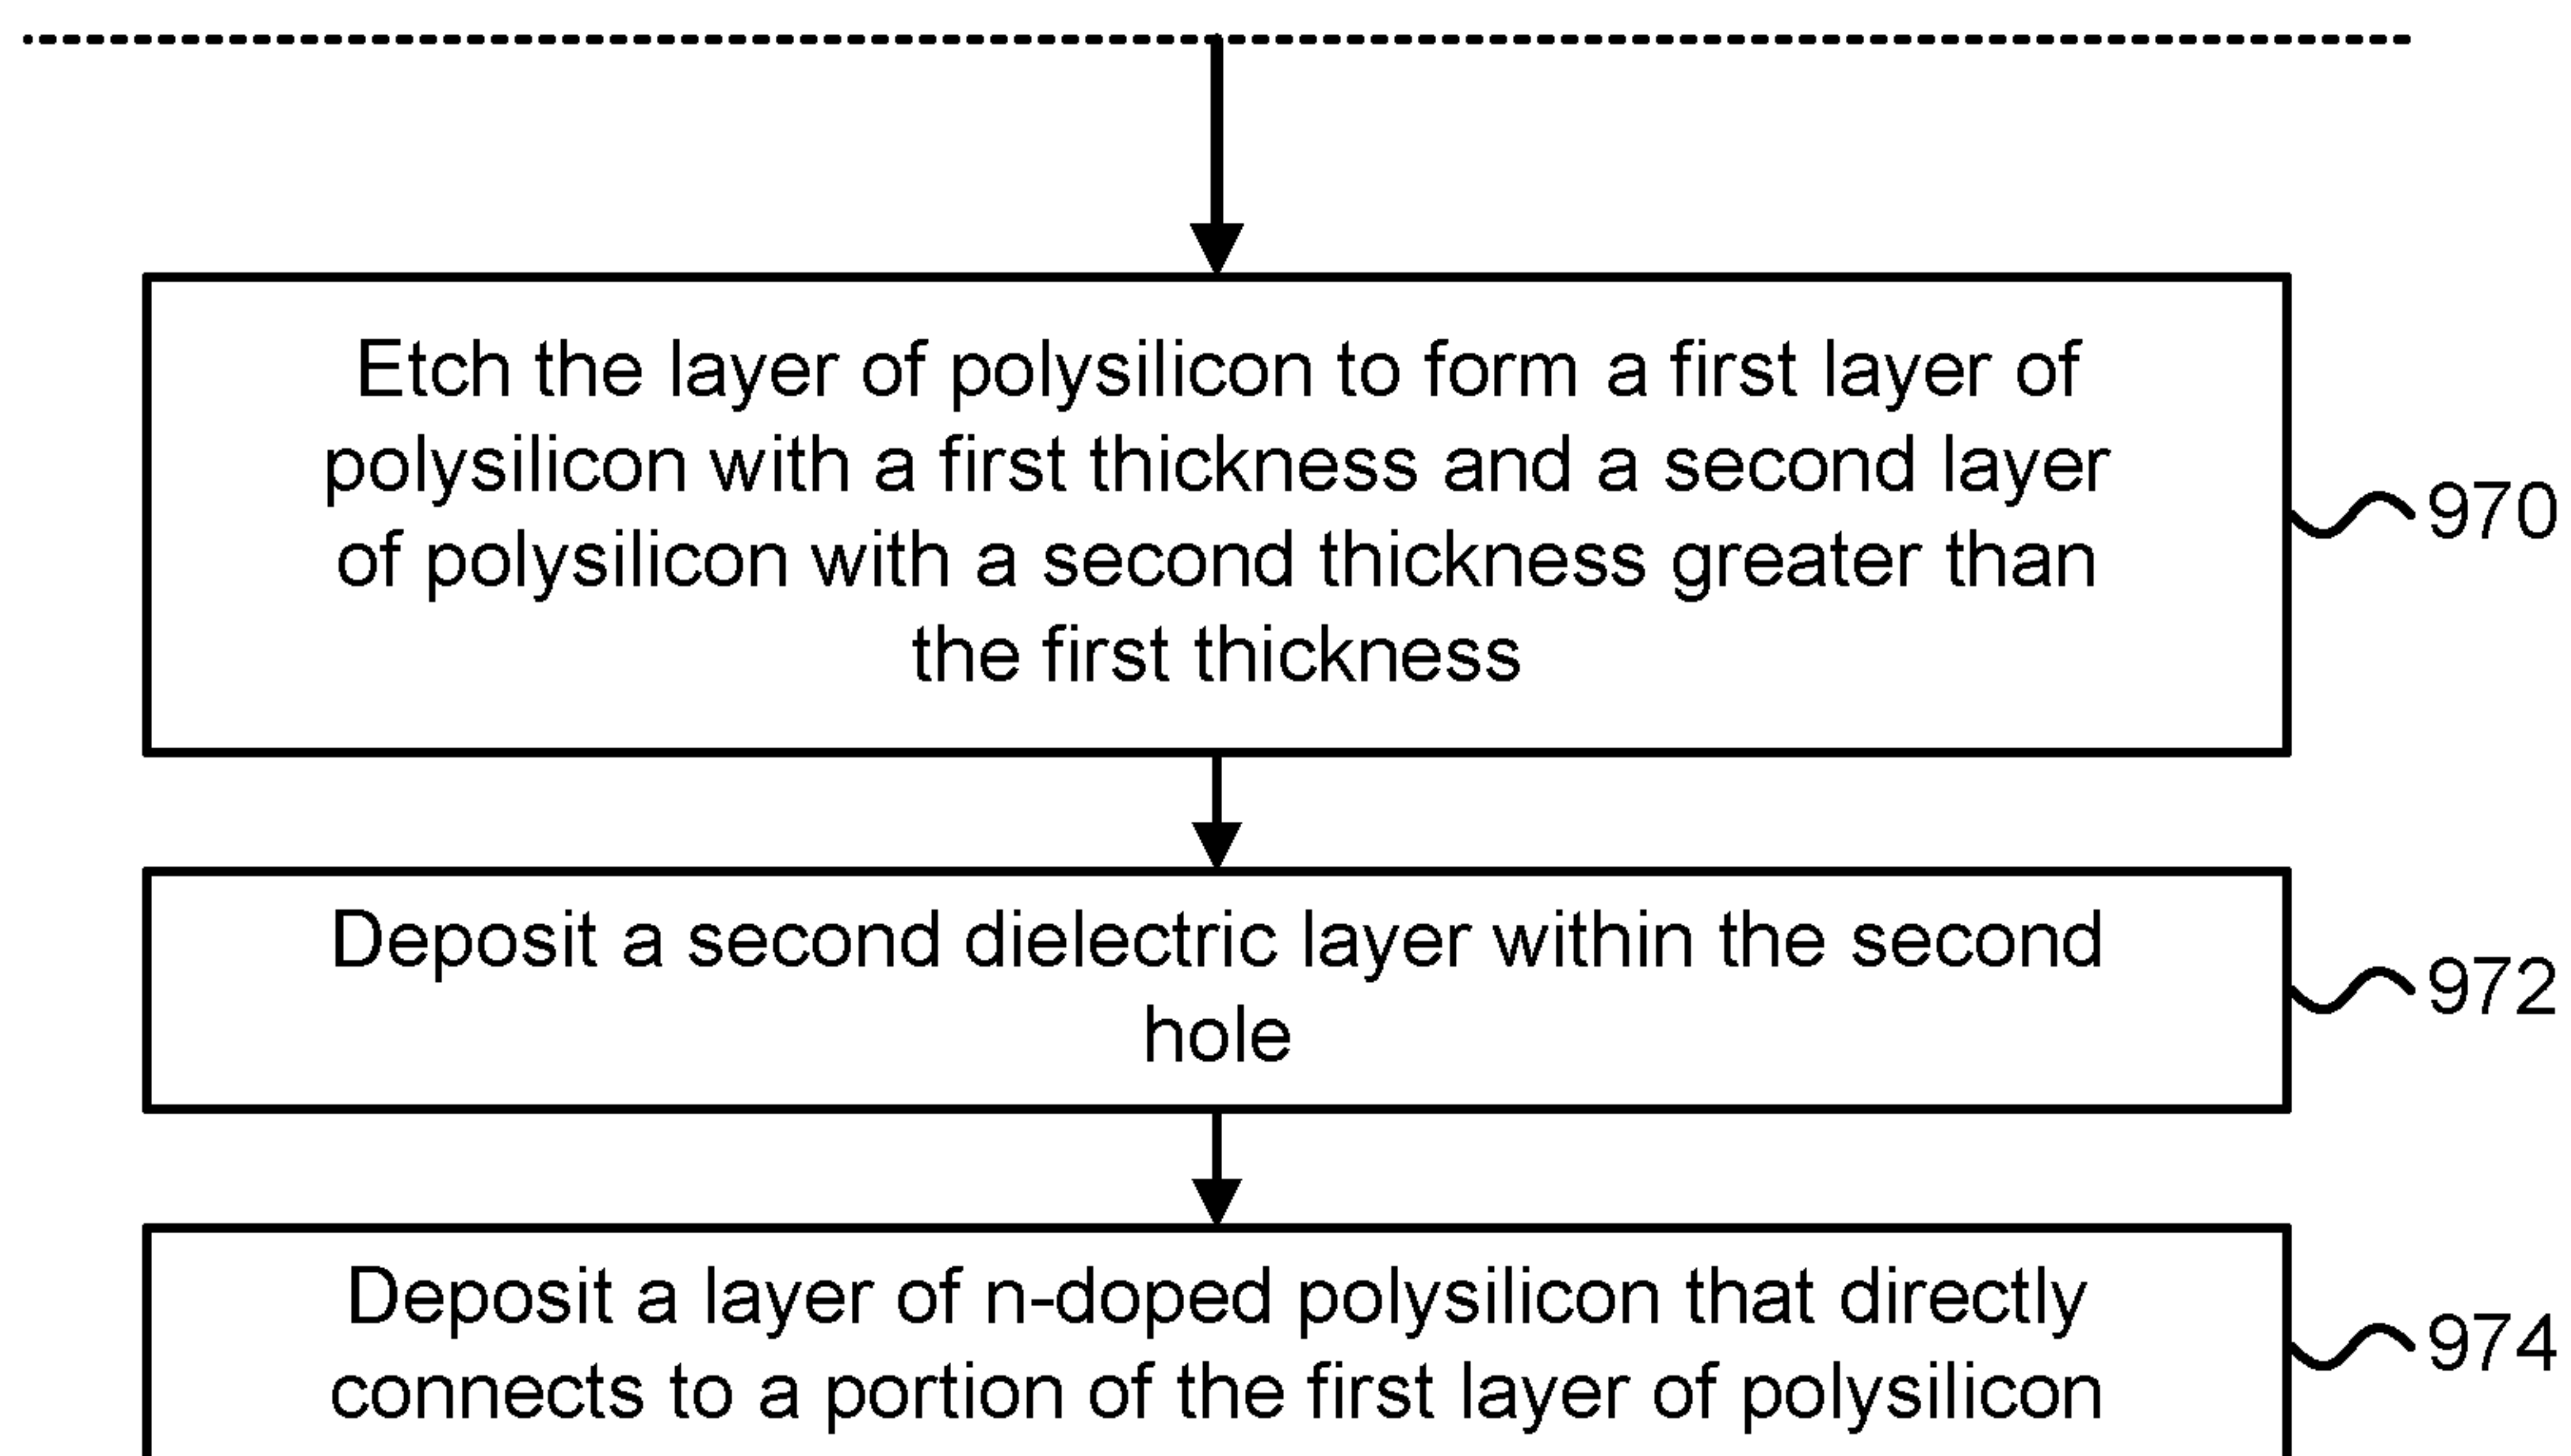 Etch the layer of polysilicon to form a first layer of
polysilicon with a first thickness and a second layer
of polysilicon with a second thickness greater than
the first thickness
970
Deposit a second dielectric layer within the second
hole
972
Deposit a layer of n-doped polysilicon that directly
connects to a portion of the first layer of polysilicon
974